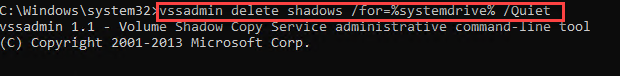 C:\Windows\system32>vssadmin delete shadows /for=%systemdrive% /Quiet
vssadmin 1.1 - Volume Shadow Copy Service administrative command-line tool
(C) Copyright 2001-2013 Microsoft Corp.